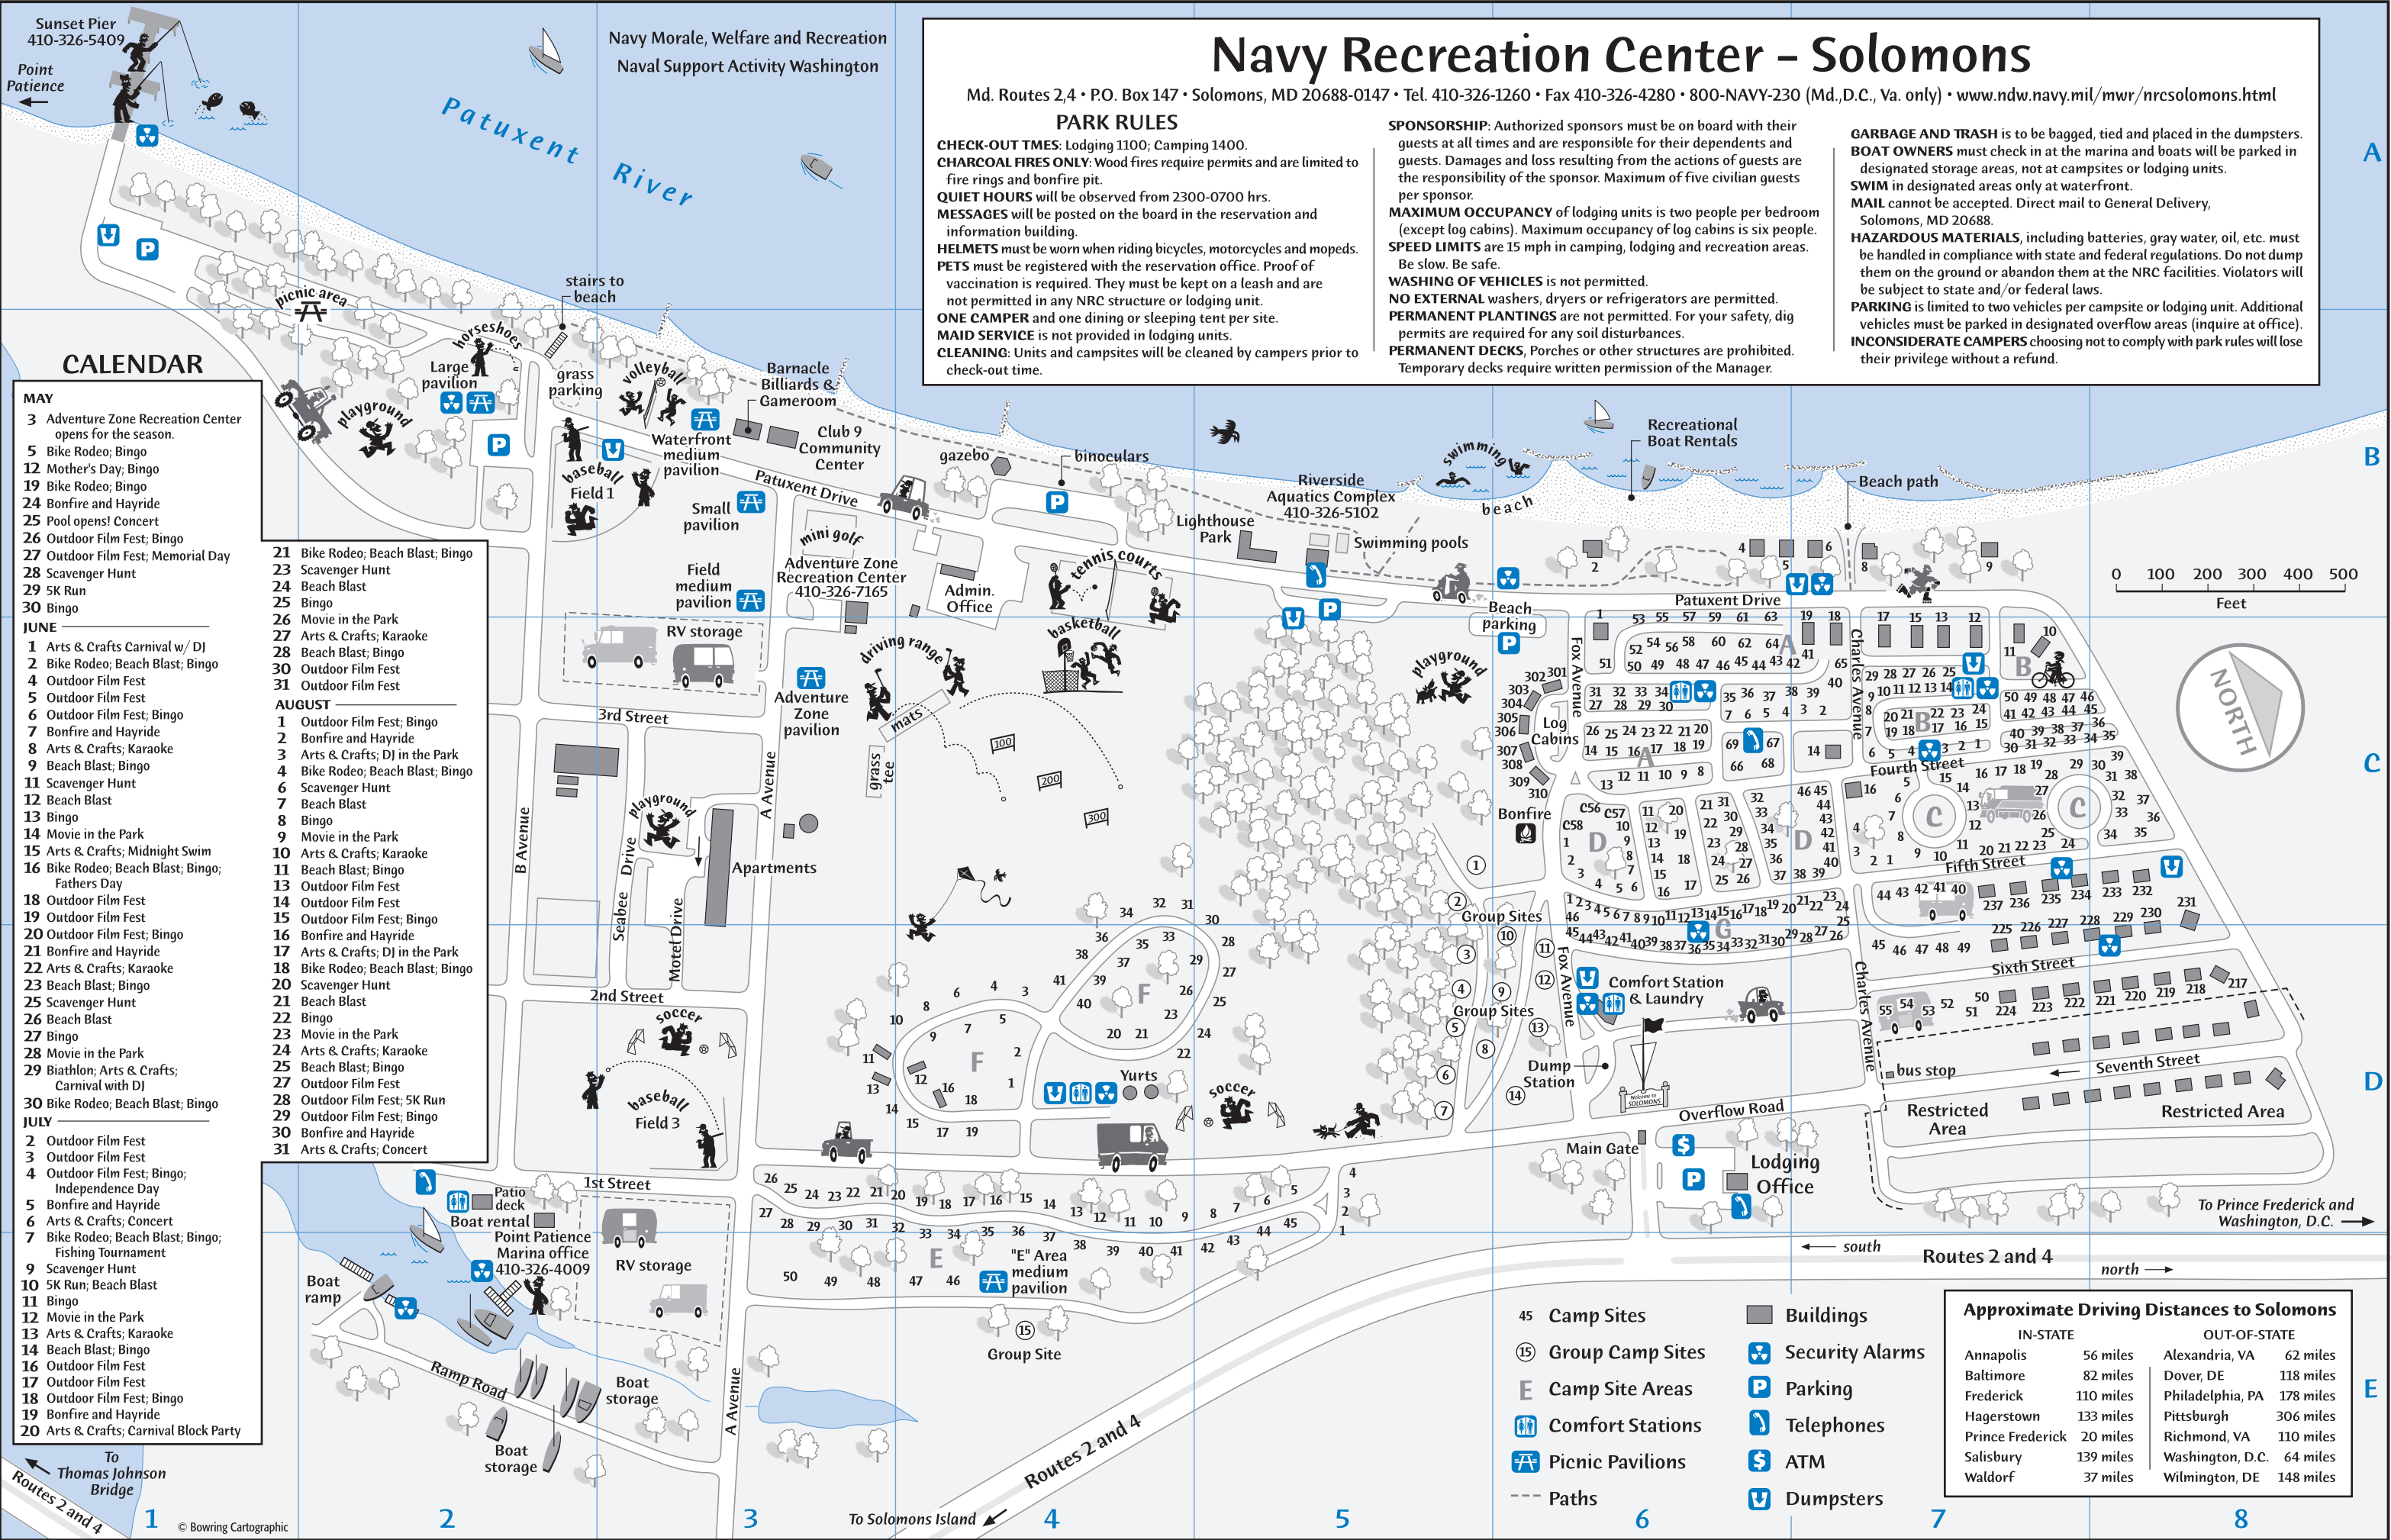 Sunset Pier
410-326-5409
Point
Patience
Navy Morale, Welfare and Recreation
Naval Support Activity Washington
Patuxent River
Navy Recreation Center – Solomons
Md. Routes 2,4 • P.O. Box 147 • Solomons, MD 20688-0147 • Tel. 410-326-1260 • Fax 410-326-4280 • 800-NAVY-230 (Md.,D.C., Va. only) • www.ndw.navy.mil/mwr/nrcsolomons.html
PARK RULES
CHECK-OUT TMES: Lodging 1100; Camping 1400.
CHARCOAL FIRES ONLY: Wood fires require permits and are limited to
fire rings and bonfire pit.
QUIET HOURS will be observed from 2300-0700 hrs.
MESSAGES will be posted on the board in the reservation and
information building.
HELMETS must be worn when riding bicycles, motorcycles and mopeds.
PETS must be registered with the reservation office. Proof of
vaccination is required. They must be kept on a leash and are
not permitted in any NRC structure or lodging unit.
ONE CAMPER and one dining or sleeping tent per site.
MAID SERVICE is not provided in lodging units.
CLEANING: Units and campsites will be cleaned by campers prior to
check-out time.
SPONSORSHIP: Authorized sponsors must be on board with their
guests at all times and are responsible for their dependents and
guests. Damages and loss resulting from the actions of guests are
the responsibility of the sponsor. Maximum of five civilian guests
per sponsor.
MAXIMUM OCCUPANCY of lodging units is two people per bedroom
(except log cabins). Maximum occupancy of log cabins is six people.
SPEED LIMITS are 15 mph in camping, lodging and recreation areas.
Be slow. Be safe.
WASHING OF VEHICLES is not permitted.
NO EXTERNAL washers, dryers or refrigerators are permitted.
PERMANENT PLANTINGS are not permitted. For your safety, dig
permits are required for any soil disturbances.
PERMANENT DECKS, Porches or other structures are prohibited.
Temporary decks require written permission of the Manager.
GARBAGE AND TRASH is to be bagged, tied and placed in the dumpsters.
BOAT OWNERS must check in at the marina and boats will be parked in
designated storage areas, not at campsites or lodging units.
SWIM in designated areas only at waterfront.
MAIL cannot be accepted. Direct mail to General Delivery,
Solomons, MD 20688.
HAZARDOUS MATERIALS, including batteries, gray water, oil, etc. must
be handled in compliance with state and federal regulations. Do not dump
them on the ground or abandon them at the NRC facilities. Violators will
be subject to state and/or federal laws.
PARKING is limited to two vehicles per campsite or lodging unit. Additional
vehicles must be parked in designated overflow areas (inquire at office).
INCONSIDERATE CAMPERS choosing not to comply with park rules will lose
their privilege without a refund.
A
B
C
D
E
CALENDAR
MAY
3 Adventure Zone Recreation Center
opens for the season.
5 Bike Rodeo; Bingo
12 Mother's Day; Bingo
19 Bike Rodeo; Bingo
24 Bonfire and Hayride
25 Pool opens! Concert
26 Outdoor Film Fest; Bingo
27 Outdoor Film Fest; Memorial Day
28 Scavenger Hunt
29 5K Run
30 Bingo
JUNE
1 Arts & Crafts Carnival w/ DJ
2 Bike Rodeo; Beach Blast; Bingo
4 Outdoor Film Fest
5 Outdoor Film Fest
6 Outdoor Film Fest; Bingo
7 Bonfire and Hayride
8 Arts & Crafts; Karaoke
9 Beach Blast; Bingo
11 Scavenger Hunt
12 Beach Blast
13 Bingo
14 Movie in the Park
15 Arts & Crafts; Midnight Swim
16 Bike Rodeo; Beach Blast; Bingo;
Fathers Day
18 Outdoor Film Fest
19 Outdoor Film Fest
20 Outdoor Film Fest; Bingo
21 Bonfire and Hayride
22 Arts & Crafts; Karaoke
23 Beach Blast; Bingo
25 Scavenger Hunt
26 Beach Blast
27 Bingo
28 Movie in the Park
29 Biathlon; Arts & Crafts;
Carnival with DJ
30 Bike Rodeo; Beach Blast; Bingo
JULY
2 Outdoor Film Fest
3 Outdoor Film Fest
4 Outdoor Film Fest; Bingo;
Independence Day
5 Bonfire and Hayride
6 Arts & Crafts; Concert
7 Bike Rodeo; Beach Blast; Bingo;
Fishing Tournament
9 Scavenger Hunt
10 5K Run; Beach Blast
11 Bingo
12 Movie in the Park
13 Arts & Crafts; Karaoke
14 Beach Blast; Bingo
16 Outdoor Film Fest
17 Outdoor Film Fest
18 Outdoor Film Fest; Bingo
19 Bonfire and Hayride
20 Arts & Crafts; Carnival Block Party
21 Bike Rodeo; Beach Blast; Bingo
23 Scavenger Hunt
24 Beach Blast
25 Bingo
26 Movie in the Park
27 Arts & Crafts; Karaoke
28 Beach Blast; Bingo
30 Outdoor Film Fest
31 Outdoor Film Fest
AUGUST
1 Outdoor Film Fest; Bingo
2 Bonfire and Hayride
3 Arts & Crafts; DJ in the Park
4 Bike Rodeo; Beach Blast; Bingo
6 Scavenger Hunt
7 Beach Blast
8 Bingo
9 Movie in the Park
10 Arts & Crafts; Karaoke
11 Beach Blast; Bingo
13 Outdoor Film Fest
14 Outdoor Film Fest
15 Outdoor Film Fest; Bingo
16 Bonfire and Hayride
17 Arts & Crafts; DJ in the Park
18 Bike Rodeo; Beach Blast; Bingo
20 Scavenger Hunt
21 Beach Blast
22 Bingo
23 Movie in the Park
24 Arts & Crafts; Karaoke
25 Beach Blast; Bingo
27 Outdoor Film Fest
28 Outdoor Film Fest; 5K Run
29 Outdoor Film Fest; Bingo
30 Bonfire and Hayride
31 Arts & Crafts; Concert
picnic area
stairs to
beach
horseshoes
Large
pavilion
playground
grass
parking
volleyball
Waterfront
medium
pavilion
Barnacle
Billiards &
Gameroom
Club 9
Community
Center
baseball
Field 1
Patuxent Drive
Small
pavilion
mini golf
Field
medium
pavilion
Adventure Zone
Recreation Center
410-326-7165
RV storage
gazebo
binoculars
Admin.
Office
tennis courts
Lighthouse
Park
Riverside
Aquatics Complex
410-326-5102
Swimming pools
swimming
beach
Recreational
Boat Rentals
Beach path
Beach
parking
Patuxent Drive
0 100 200 300 400 500
Feet
NORTH
Adventure
Zone
pavilion
driving range
mats
grass
tee
100
200
300
basketball
playground
Log
Cabins
301
302
303
304
305
306
307
308
309
310
Bonfire
Fox Avenue
Charles Avenue
Fourth Street
Fifth Street
Sixth Street
Seventh Street
3rd Street
B Avenue
A Avenue
Seabee Drive
playground
Motel Drive
Apartments
2nd Street
soccer
baseball
Field 3
1st Street
F
F
Yurts
soccer
Group Sites
Group Sites
Fox Avenue
Comfort Station
& Laundry
Dump
Station
Welcome to
SOLOMONS
Overflow Road
Main Gate
Lodging
Office
Charles Avenue
bus stop
Restricted
Area
Restricted Area
To Prince Frederick and
Washington, D.C.
south
Routes 2 and 4
north
Patio
deck
Boat rental
Point Patience
Marina office
410-326-4009
RV storage
Boat
ramp
Ramp Road
Boat
storage
Boat
storage
A Avenue
E
"E" Area
medium
pavilion
15
Group Site
Routes 2 and 4
To Solomons Island
To
Thomas Johnson
Bridge
Routes 2 and 4
© Bowring Cartographic
45 Camp Sites
15 Group Camp Sites
E Camp Site Areas
Comfort Stations
Picnic Pavilions
Paths
Buildings
Security Alarms
P Parking
Telephones
$ ATM
Dumpsters
Approximate Driving Distances to Solomons
IN-STATE
Annapolis 56 miles
Baltimore 82 miles
Frederick 110 miles
Hagerstown 133 miles
Prince Frederick 20 miles
Salisbury 139 miles
Waldorf 37 miles
OUT-OF-STATE
Alexandria, VA 62 miles
Dover, DE 118 miles
Philadelphia, PA 178 miles
Pittsburgh 306 miles
Richmond, VA 110 miles
Washington, D.C. 64 miles
Wilmington, DE 148 miles
1 2 3 4 5 6 7 8